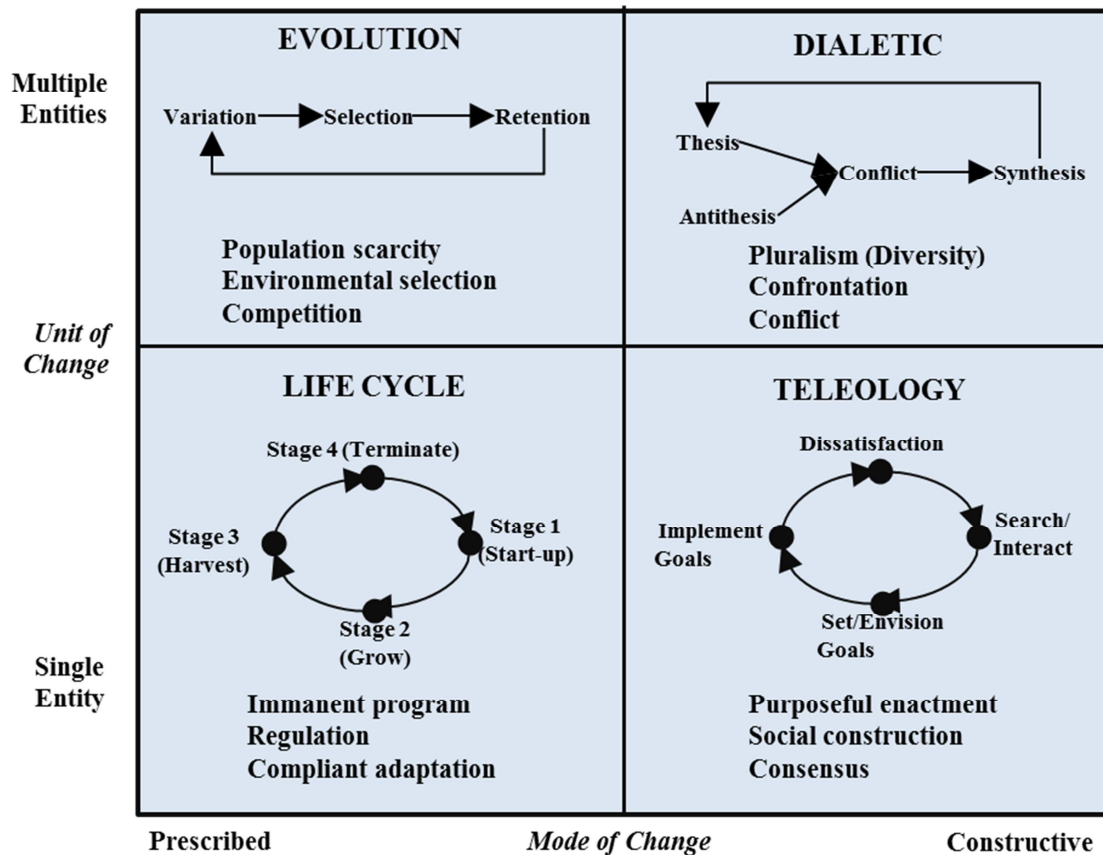 Multiple
Entities
EVOLUTION
Variation
Selection
Retention
Population scarcity
Environmental selection
Competition
DIALETIC
Thesis
Conflict
Synthesis
Antithesis
Pluralism (Diversity)
Confrontation
Conflict
Unit of
Change
LIFE CYCLE
Stage 4 (Terminate)
Stage 3
(Harvest)
Stage 1
(Start-up)
Stage 2
(Grow)
Immanent program
Regulation
Compliant adaptation
TELEOLOGY
Dissatisfaction
Implement
Goals
Search/
Interact
Set/Envision
Goals
Purposeful enactment
Social construction
Consensus
Single
Entity
Prescribed
Mode of Change
Constructive